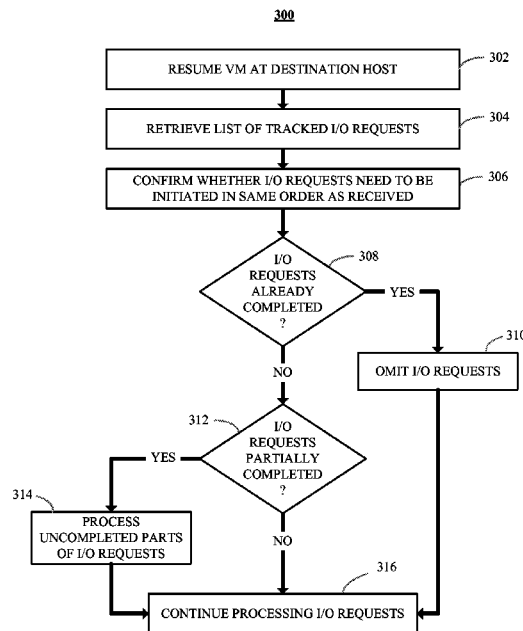 300
302
RESUME VM AT DESTINATION HOST
304
RETRIEVE LIST OF TRACKED I/O REQUESTS
306
CONFIRM WHETHER I/O REQUESTS NEED TO BE
INITIATED IN SAME ORDER AS RECEIVED
308
I/O
REQUESTS
ALREADY
COMPLETED
?
YES
310
OMIT I/O REQUESTS
NO
312
I/O
REQUESTS
PARTIALLY
COMPLETED
?
YES
314
PROCESS
UNCOMPLETED PARTS
OF I/O REQUESTS
NO
316
CONTINUE PROCESSING I/O REQUESTS